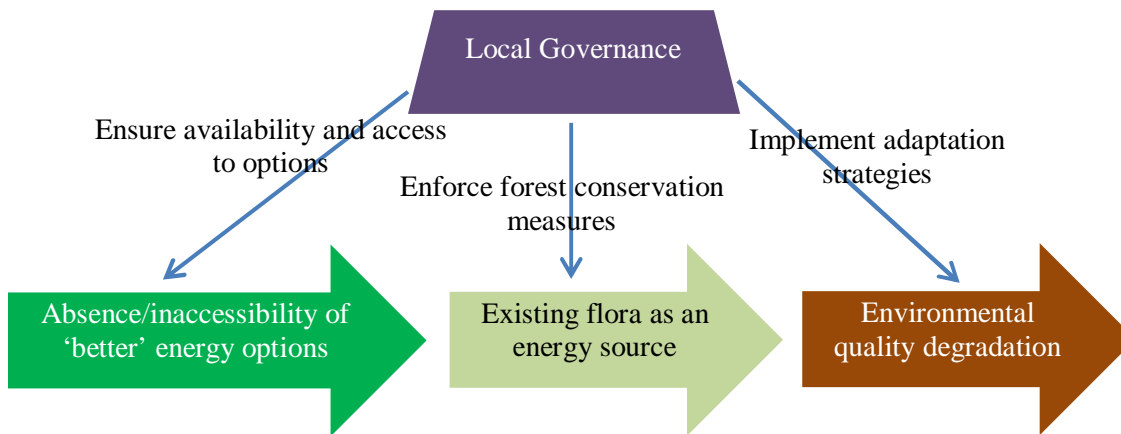 Local Governance
Ensure availability and access
to options
Enforce forest conservation
measures
Implement adaptation
strategies
Absence/inaccessibility of
‘better’ energy options
Existing flora as an
energy source
Environmental
quality degradation